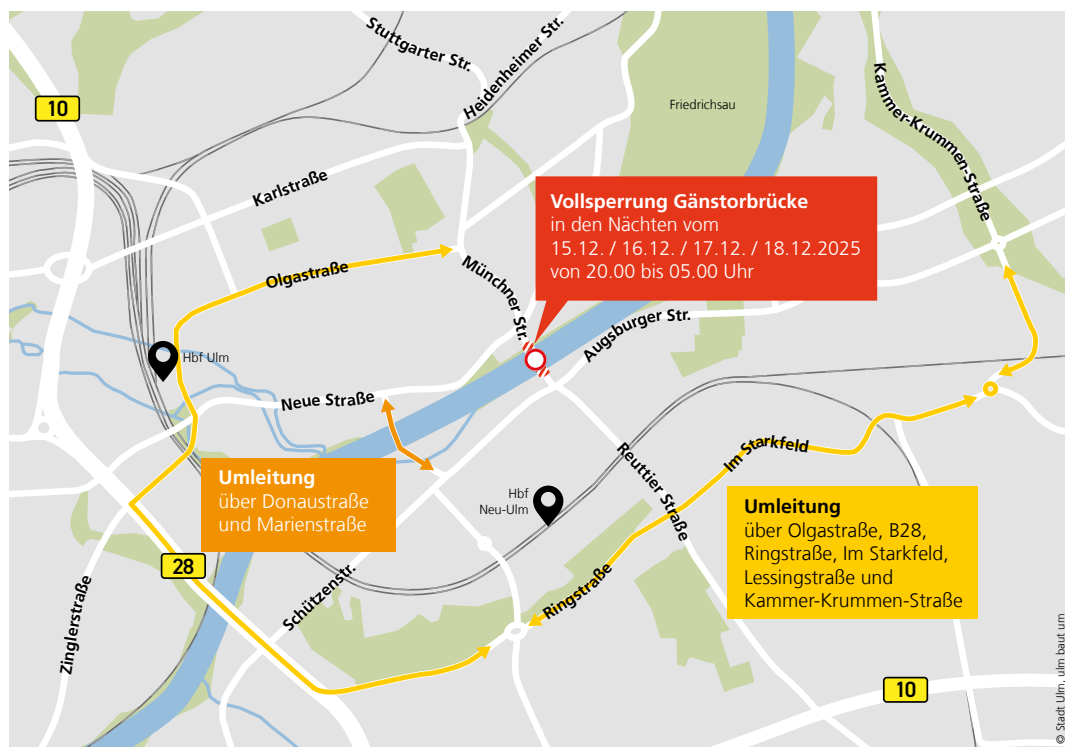 Stuttgarter Str.
Heidenheimer Str.
10
Friedrichsau
Kammer-Krummen-Straße
Karlstraße
Vollsperrung Gänstorbrücke
in den Nächten vom
15.12. / 16.12. / 17.12. / 18.12.2025
von 20.00 bis 05.00 Uhr
Olgastraße
Münchner Str.
Augsburger Str.
Hbf Ulm
Neue Straße
Umleitung
über Donaustraße
und Marienstraße
Im Starkfeld
Hbf
Neu-Ulm
Reuttier Straße
Umleitung
über Olgastraße, B28,
Ringstraße, Im Starkfeld,
Lessingstraße und
Kammer-Krummen-Straße
28
Schützenstr.
Ringstraße
Zinglerstraße
10
© Stadt Ulm, ulm baut um